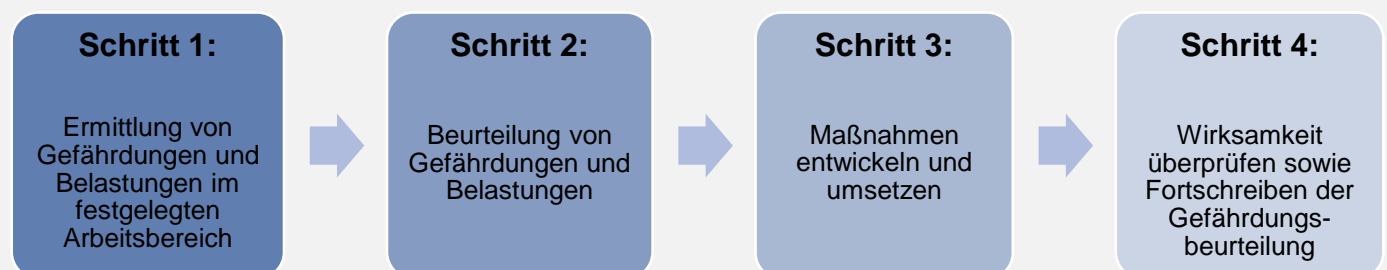 Schritt 1:
Ermittlung von
Gefährdungen und
Belastungen im
festgelegten
Arbeitsbereich
Schritt 2:
Beurteilung von
Gefährdungen und
Belastungen
Schritt 3:
Maßnahmen
entwickeln und
umsetzen
Schritt 4:
Wirksamkeit
überprüfen sowie
Fortschreiben der
Gefährdungs-
beurteilung